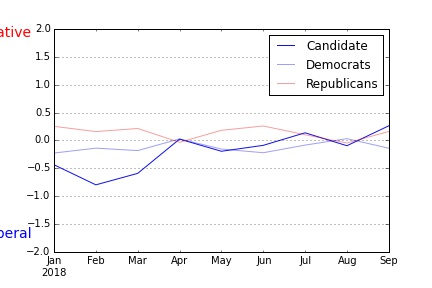 ative
Candidate
Democrats
Republicans
2.0
1.5
1.0
0.5
0.0
−0.5
−1.0
−1.5
−2.0
beral
Jan Feb Mar Apr May Jun Jul Aug Sep
2018